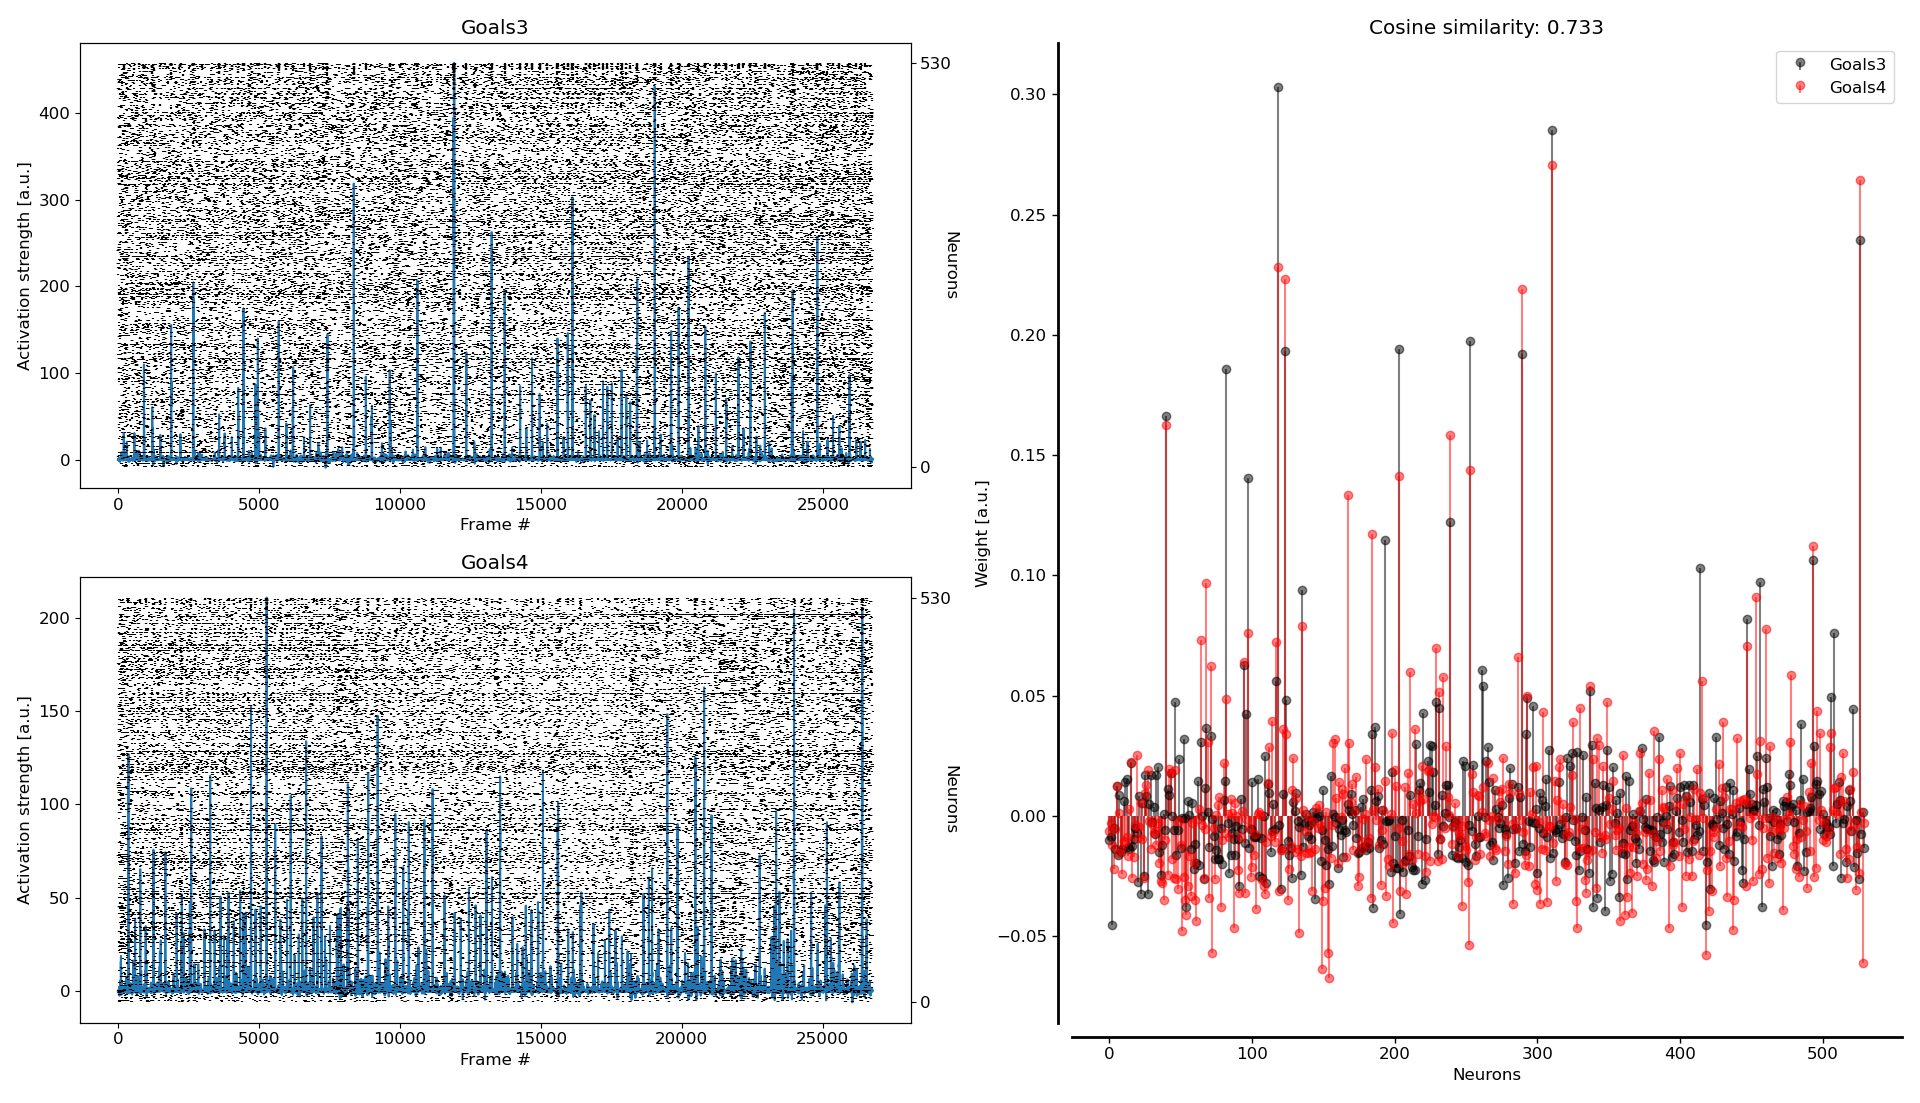 Goals3
Activation strength [a.u.]
400
300
200
100
0
530
0
Neurons
0 5000 10000 15000 20000 25000
Frame #
Goals4
Activation strength [a.u.]
200
150
100
50
0
530
0
Neurons
0 5000 10000 15000 20000 25000
Frame #
Cosine similarity: 0.733
Goals3
Goals4
Weight [a.u.]
0.30
0.25
0.20
0.15
0.10
0.05
0.00
−0.05
0 100 200 300 400 500
Neurons